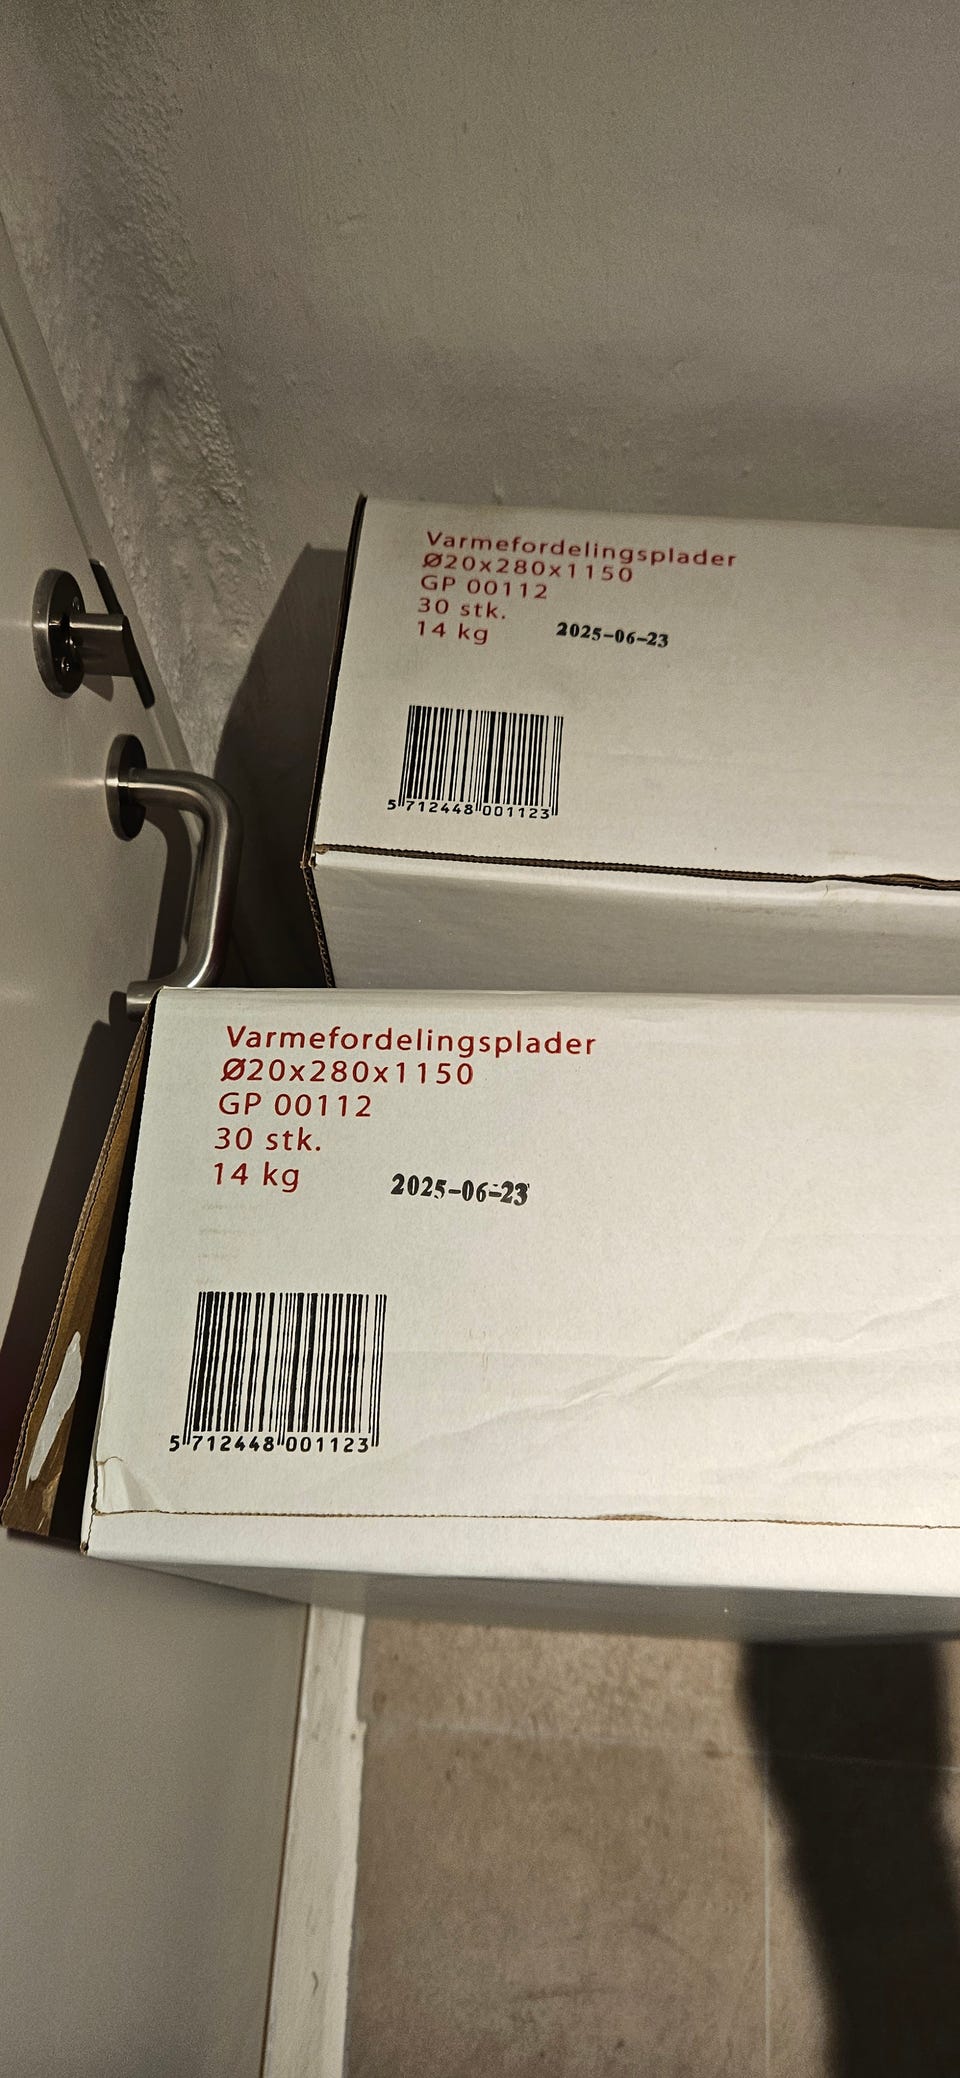 Varmefordelingsplader
Ø20x280x1150
GP 00112
30 stk.
14 kg 2025-06-23
5 712448 001123
Varmefordelingsplader
Ø20x280x1150
GP 00112
30 stk.
14 kg 2025-06-23
5 712448 001123